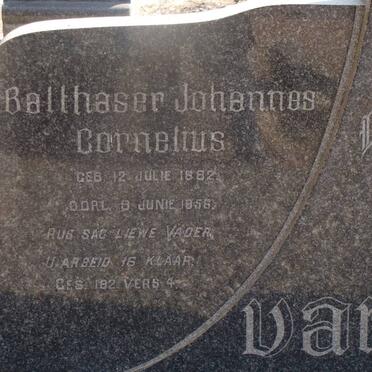 Balthaser Johannes
Cornelius
GEB. 12 JULIE 1882.
OORL. 6 JUNIE 1956.
RUS SAG LIEWE VADER,
U ARBEID IS KLAAR.
GES. 182 VERS 4.
van